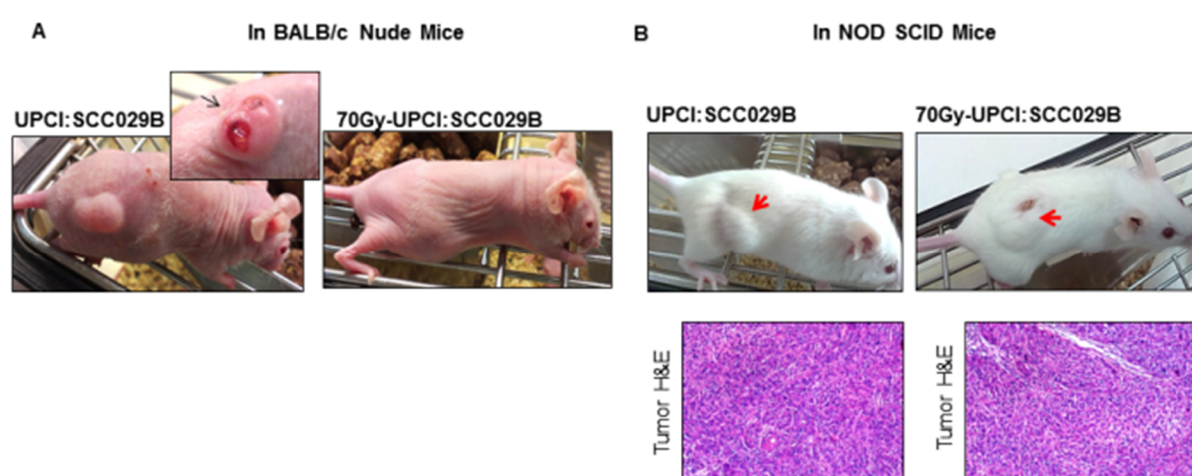 A
In BALB/c Nude Mice
UPCI:SCC029B
70Gy-UPCI:SCC029B
B
In NOD SCID Mice
UPCI:SCC029B
70Gy-UPCI:SCC029B
Tumor H&E
Tumor H&E